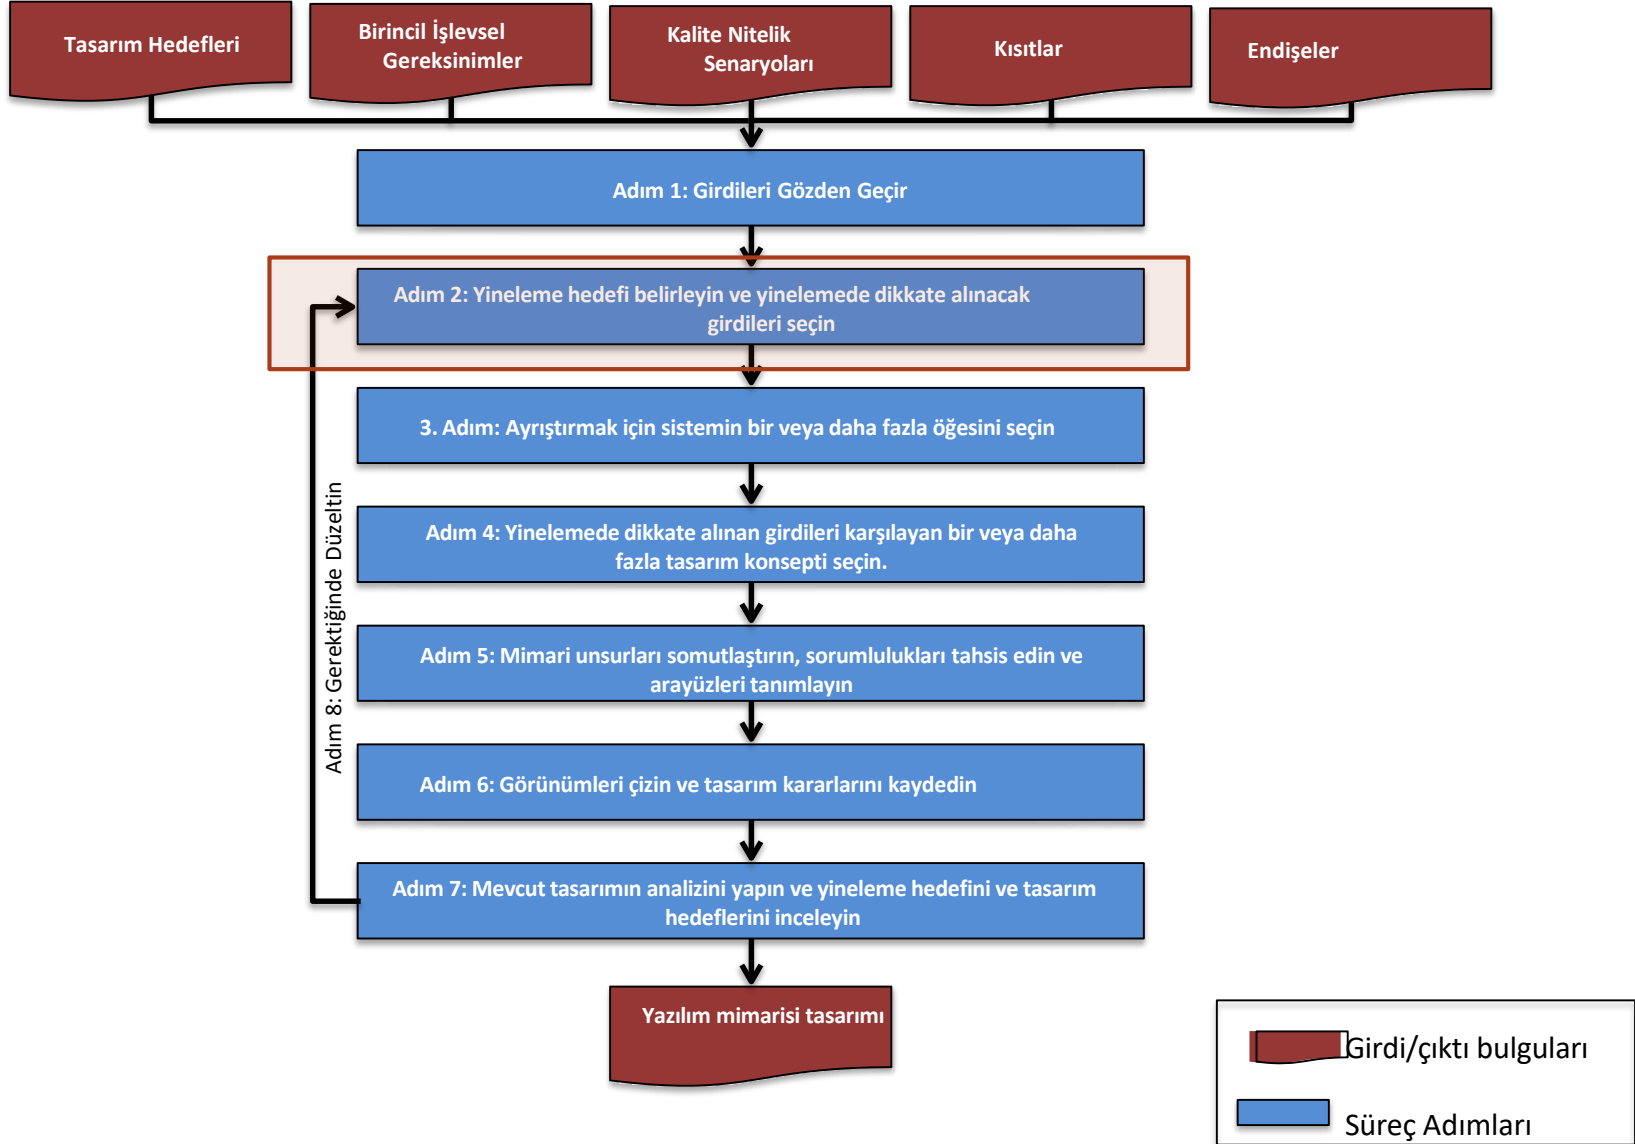 Tasarım Hedefleri
Birincil İşlevsel
Gereksinimler
Kalite Nitelik
Senaryoları
Kısıtlar
Endişeler
Adım 1: Girdileri Gözden Geçir
Adım 2: Yineleme hedefi belirleyin ve yinelemede dikkate alınacak
girdileri seçin
3. Adım: Ayrıştırmak için sistemin bir veya daha fazla öğesini seçin
Adım 4: Yinelemede dikkate alınan girdileri karşılayan bir veya daha
fazla tasarım konsepti seçin.
Adım 5: Mimari unsurları somutlaştırın, sorumlulukları tahsis edin ve
arayüzleri tanımlayın
Adım 6: Görünümleri çizin ve tasarım kararlarını kaydedin
Adım 7: Mevcut tasarımın analizini yapın ve yineleme hedefini ve tasarım
hedeflerini inceleyin
Adım 8: Gerektiğinde Düzeltin
Yazılım mimarisi tasarımı
Girdi/çıktı bulguları
Süreç Adımları